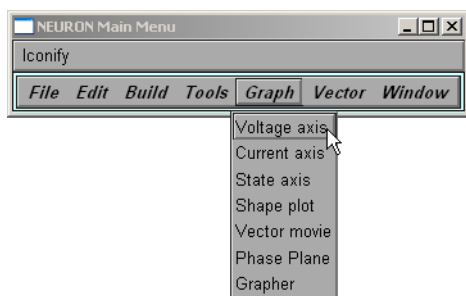 NEURON Main Menu
Iconify
File Edit Build Tools Graph Vector Window
Voltage axis
Current axis
State axis
Shape plot
Vector movie
Phase Plane
Grapher